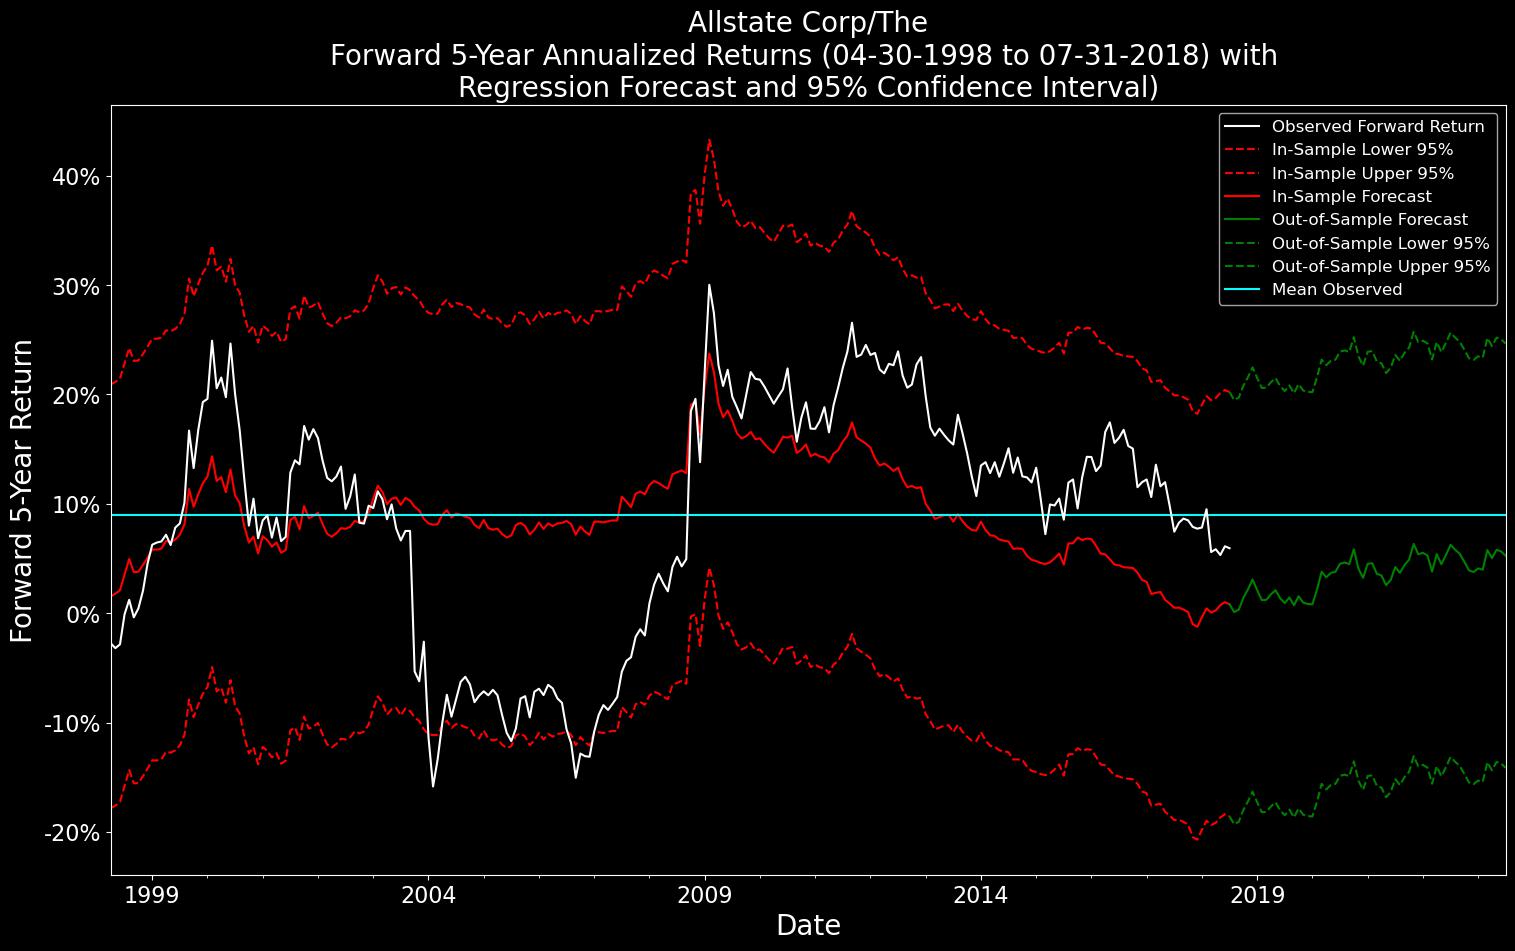 Allstate Corp/The
Forward 5-Year Annualized Returns (04-30-1998 to 07-31-2018) with
Regression Forecast and 95% Confidence Interval)
Observed Forward Return
In-Sample Lower 95%
In-Sample Upper 95%
In-Sample Forecast
Out-of-Sample Forecast
Out-of-Sample Lower 95%
Out-of-Sample Upper 95%
Mean Observed
Forward 5-Year Return
40%
30%
20%
10%
0%
-10%
-20%
1999 2004 2009 2014 2019
Date